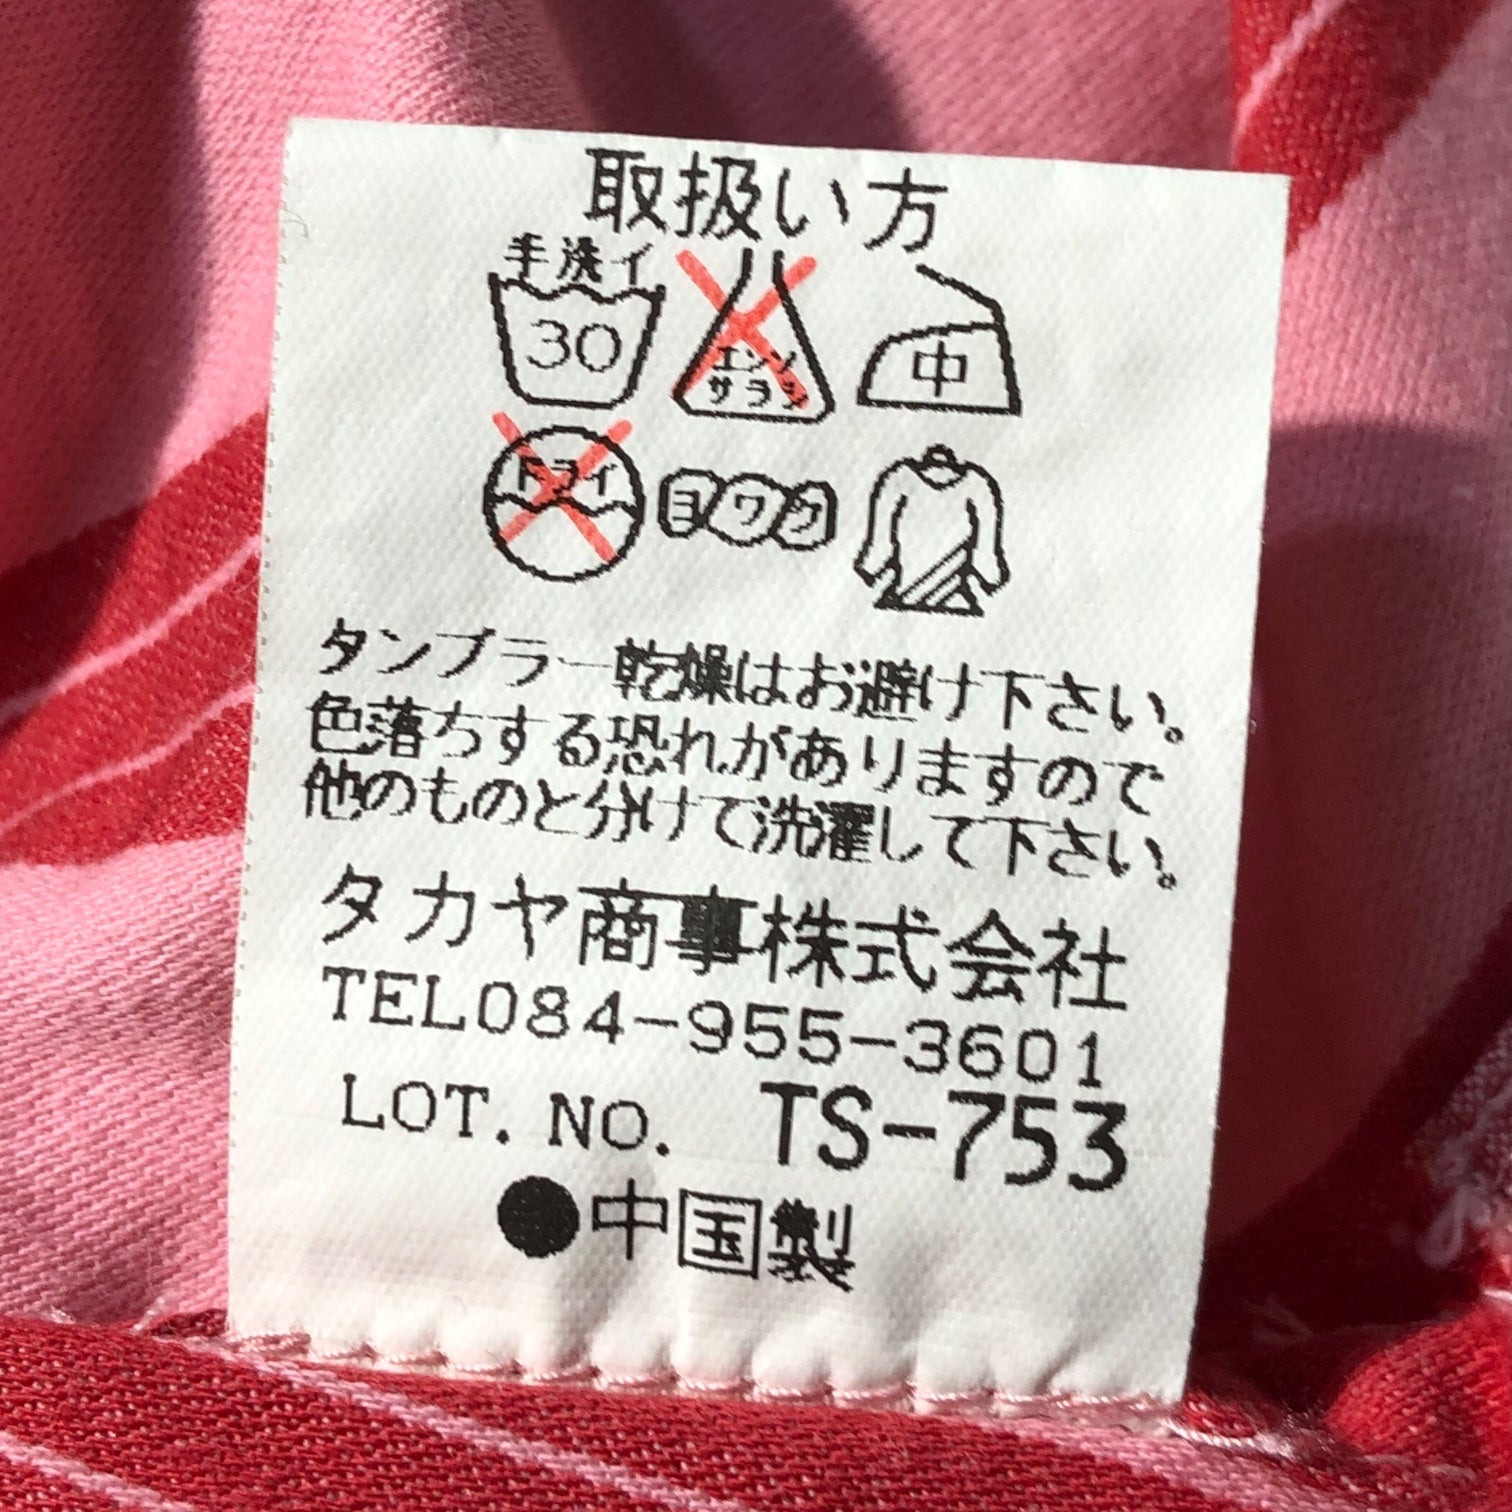 取扱い方
手洗イ
30
エンソ
サラシ
中
ドライ
ヨワク
タンブラー乾燥はお避け下さい。
色落ちする恐れがありますので
他のものと分けて洗濯して下さい。
タカヤ商事株式会社
TEL084-955-3601
LOT. NO. TS-753
●中国製